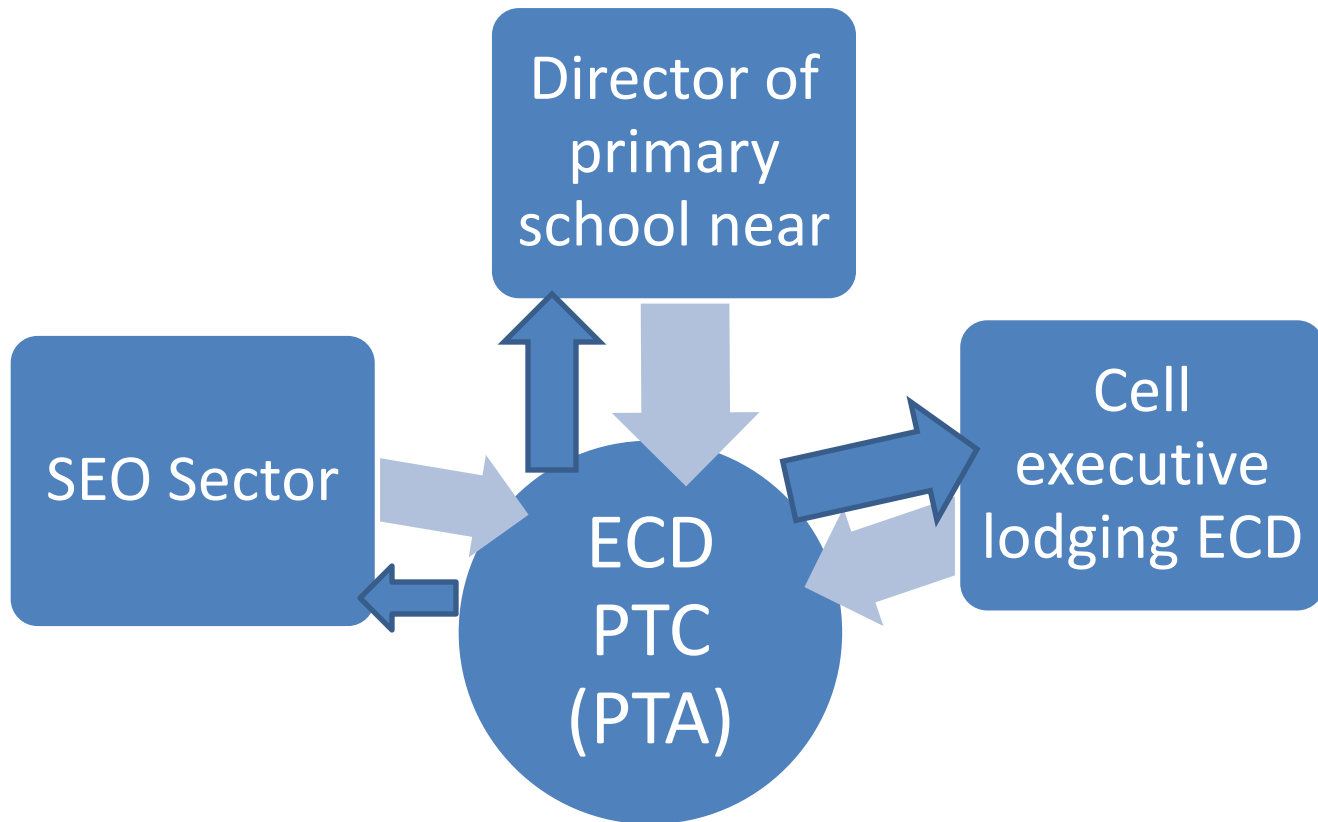 Director of
primary
school near
SEO Sector
Cell
executive
lodging ECD
ECD
PTC
(PTA)